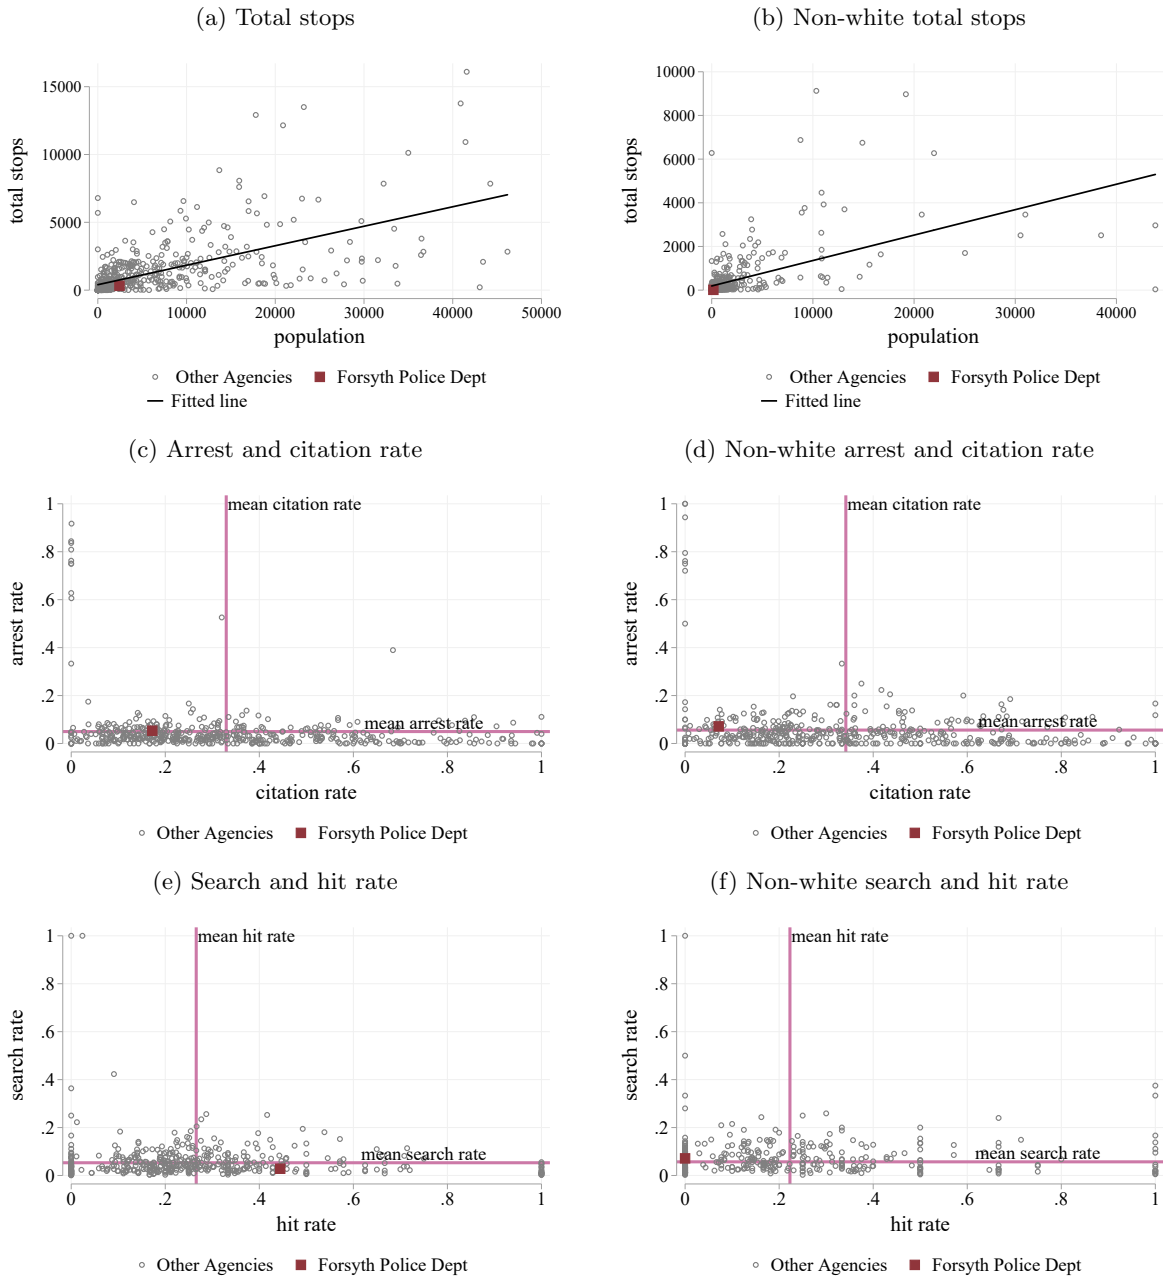 (a) Total stops
(b) Non-white total stops
total stops
15000
10000
5000
0
0 10000 20000 30000 40000 50000
population
Other Agencies Forsyth Police Dept
Fitted line
total stops
10000
8000
6000
4000
2000
0
0 10000 20000 30000 40000
population
Other Agencies Forsyth Police Dept
Fitted line
(c) Arrest and citation rate
(d) Non-white arrest and citation rate
arrest rate
1
.8
.6
.4
.2
0
mean citation rate
mean arrest rate
0 .2 .4 .6 .8 1
citation rate
Other Agencies Forsyth Police Dept
arrest rate
1
.8
.6
.4
.2
0
mean citation rate
mean arrest rate
0 .2 .4 .6 .8 1
citation rate
Other Agencies Forsyth Police Dept
(e) Search and hit rate
(f) Non-white search and hit rate
search rate
1
.8
.6
.4
.2
0
mean hit rate
mean search rate
0 .2 .4 .6 .8 1
hit rate
Other Agencies Forsyth Police Dept
search rate
1
.8
.6
.4
.2
0
mean hit rate
mean search rate
0 .2 .4 .6 .8 1
hit rate
Other Agencies Forsyth Police Dept